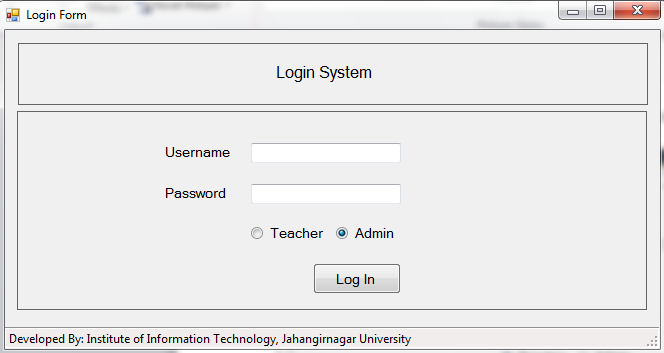 Login Form
Login System
Username
Password
Teacher Admin
Log In
Developed By: Institute of Information Technology, Jahangirnagar University